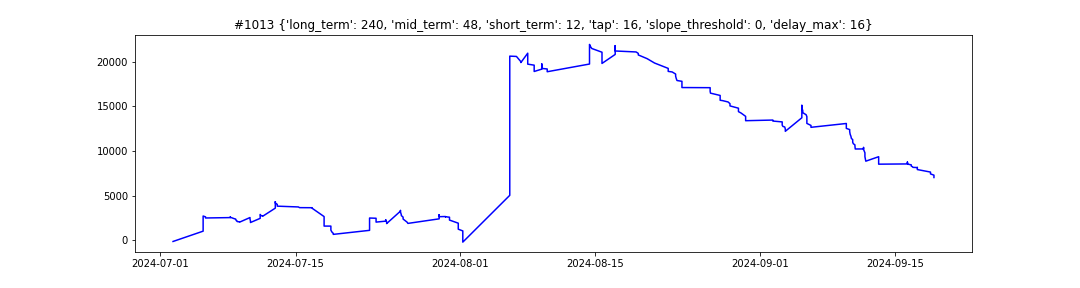 #1013 {'long_term': 240, 'mid_term': 48, 'short_term': 12, 'tap': 16, 'slope_threshold': 0, 'delay_max': 16}
20000
15000
10000
5000
0
2024-07-01 2024-07-15 2024-08-01 2024-08-15 2024-09-01 2024-09-15